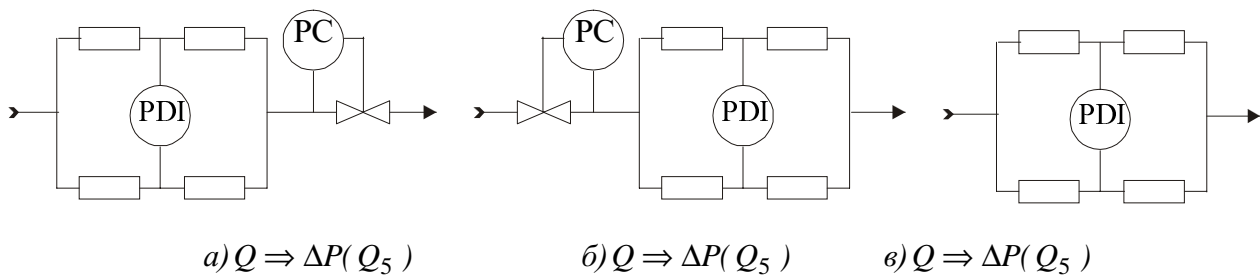 PC
PC
PDI
PDI
PDI
а) Q ⇒ ΔP( Q₅ )
б) Q ⇒ ΔP( Q₅ )
в) Q ⇒ ΔP( Q₅ )